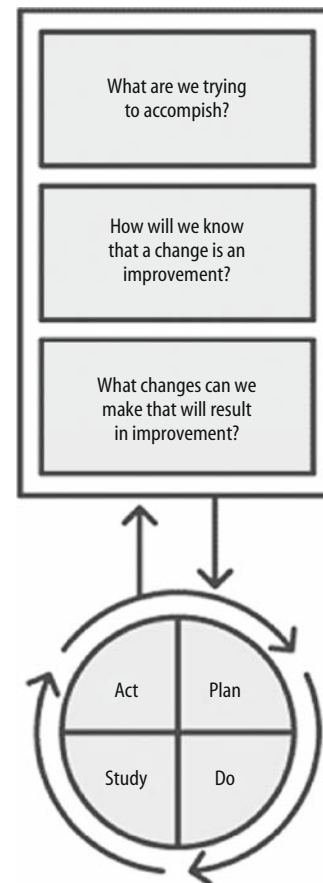 What are we trying
to accompish?
How will we know
that a change is an
improvement?
What changes can we
make that will result
in improvement?
Act
Plan
Study
Do